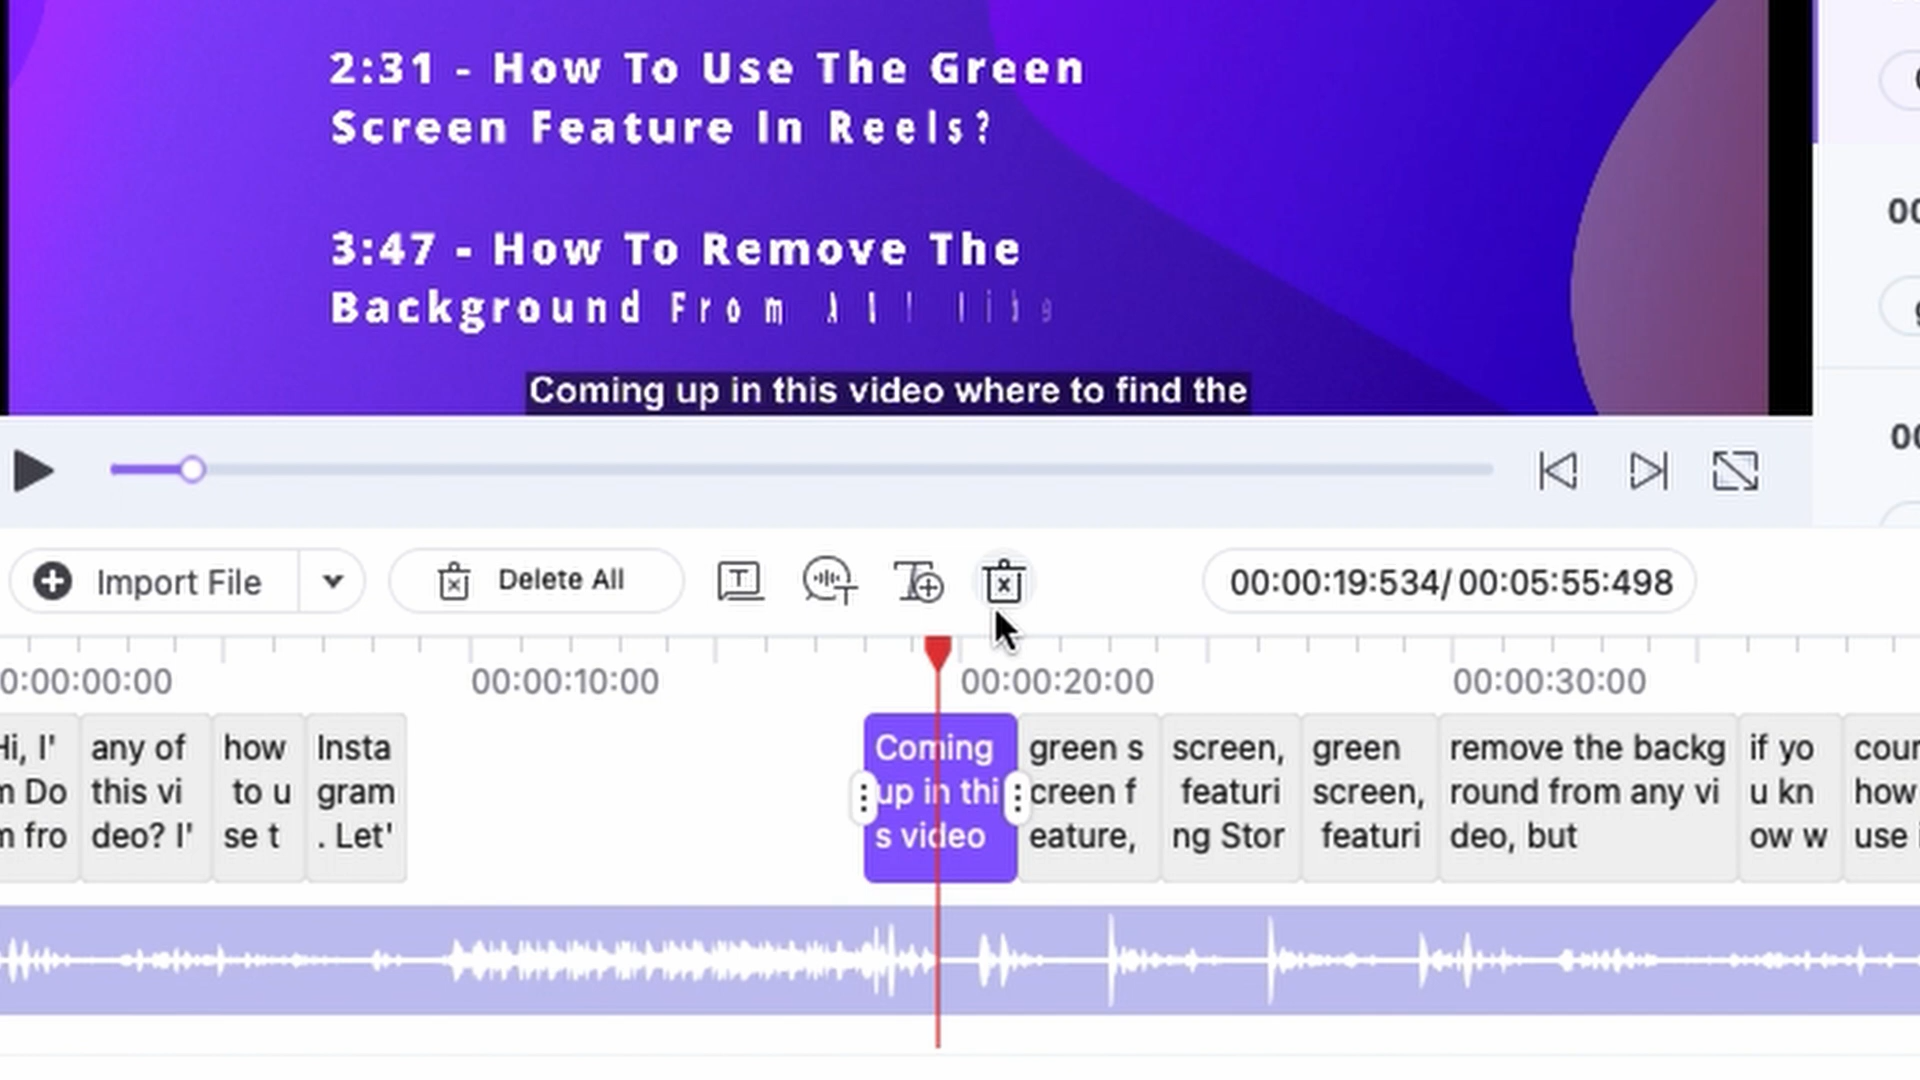 2:31 - How To Use The Green
Screen Feature In Reels?
3:47 - How To Remove The
Background From
Coming up in this video where to find the
Import File
Delete All
00:00:19:534/00:05:55:498
0:00:00:00
00:00:10:00
00:00:20:00
00:00:30:00
Hi, I'
m Do
m fro
any of
this vi
deo? I'
how
to u
se t
Insta
gram
. Let'
Coming
up in thi
s video
green s
creen f
eature,
screen,
featuri
ng Stor
green
screen,
featuri
remove the backg
round from any vi
deo, but
if yo
u kn
ow w
cour
how
use
00
00